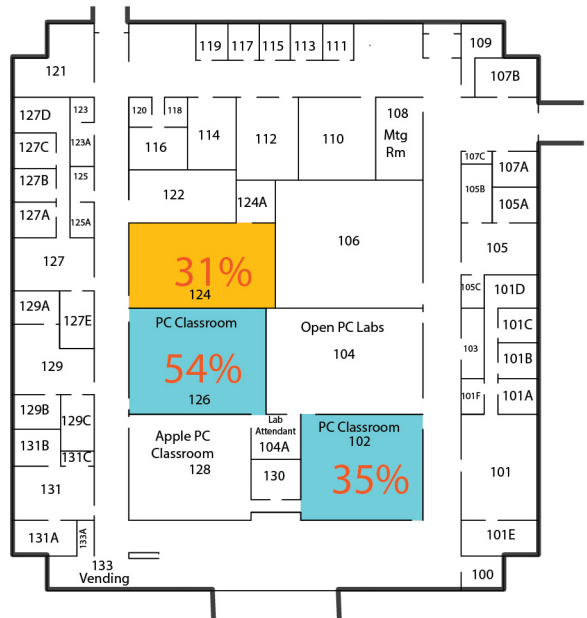 119 117 115 113 111
109
121
107B
127D
123
120 118
108
Mtg
Rm
114
112
110
127C
123A
116
107C
107A
127B
125
122
124A
105B
105A
127A
125A
106
105
127
31%
124
105C
101D
129A
127E
PC Classroom
54%
126
Open PC Labs
104
101C
103
101B
129
101F
101A
129B
129C
131B
131C
Apple PC
Classroom
128
Lab
Attendant
104A
130
PC Classroom
102
35%
101
131
131A
133A
101E
133
Vending
100